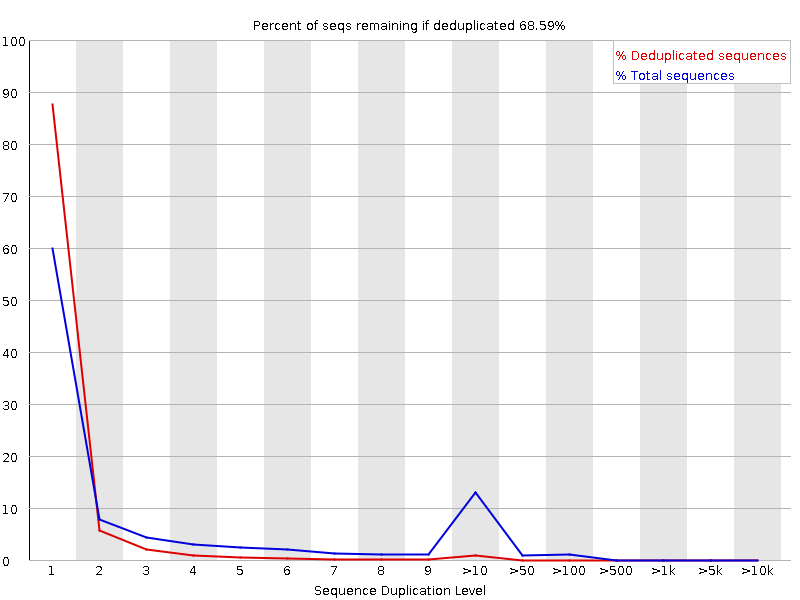 Percent of seqs remaining if deduplicated 68.59%
% Deduplicated sequences
% Total sequences
100
90
80
70
60
50
40
30
20
10
0
1 2 3 4 5 6 7 8 9 >10 >50 >100 >500 >1k >5k >10k
Sequence Duplication Level